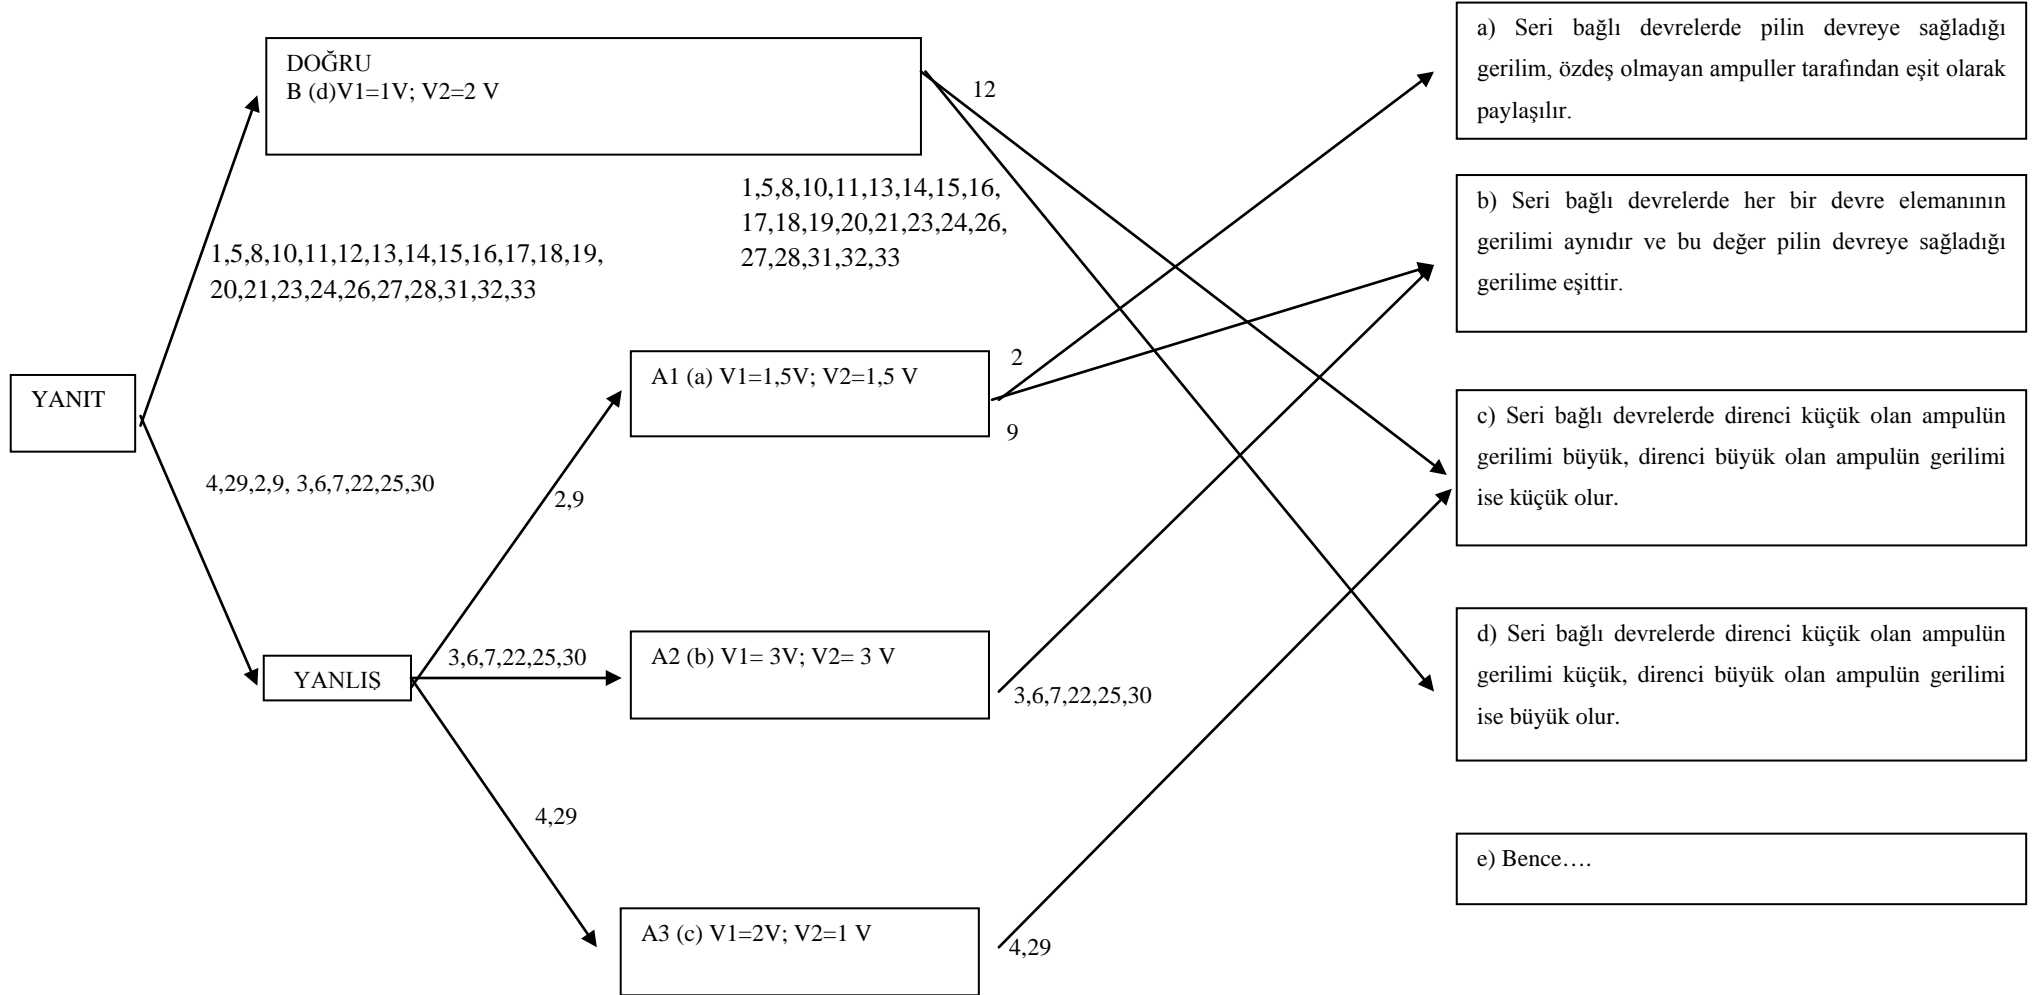 DOĞRU
B (d)V1=1V; V2=2 V
12
1,5,8,10,11,13,14,15,16,
17,18,19,20,21,23,24,26,
27,28,31,32,33
1,5,8,10,11,12,13,14,15,16,17,18,19,
20,21,23,24,26,27,28,31,32,33
YANIT
4,29,2,9, 3,6,7,22,25,30
YANLIŞ
2,9
3,6,7,22,25,30
4,29
A1 (a) V1=1,5V; V2=1,5 V
2
9
A2 (b) V1= 3V; V2= 3 V
3,6,7,22,25,30
A3 (c) V1=2V; V2=1 V
4,29
a) Seri bağlı devrelerde pilin devreye sağladığı
gerilim, özdeş olmayan ampuller tarafından eşit olarak
paylaşılır.
b) Seri bağlı devrelerde her bir devre elemanının
gerilimi aynıdır ve bu değer pilin devreye sağladığı
gerilime eşittir.
c) Seri bağlı devrelerde direnci küçük olan ampulün
gerilimi büyük, direnci büyük olan ampulün gerilimi
ise küçük olur.
d) Seri bağlı devrelerde direnci küçük olan ampulün
gerilimi küçük, direnci büyük olan ampulün gerilimi
ise büyük olur.
e) Bence….